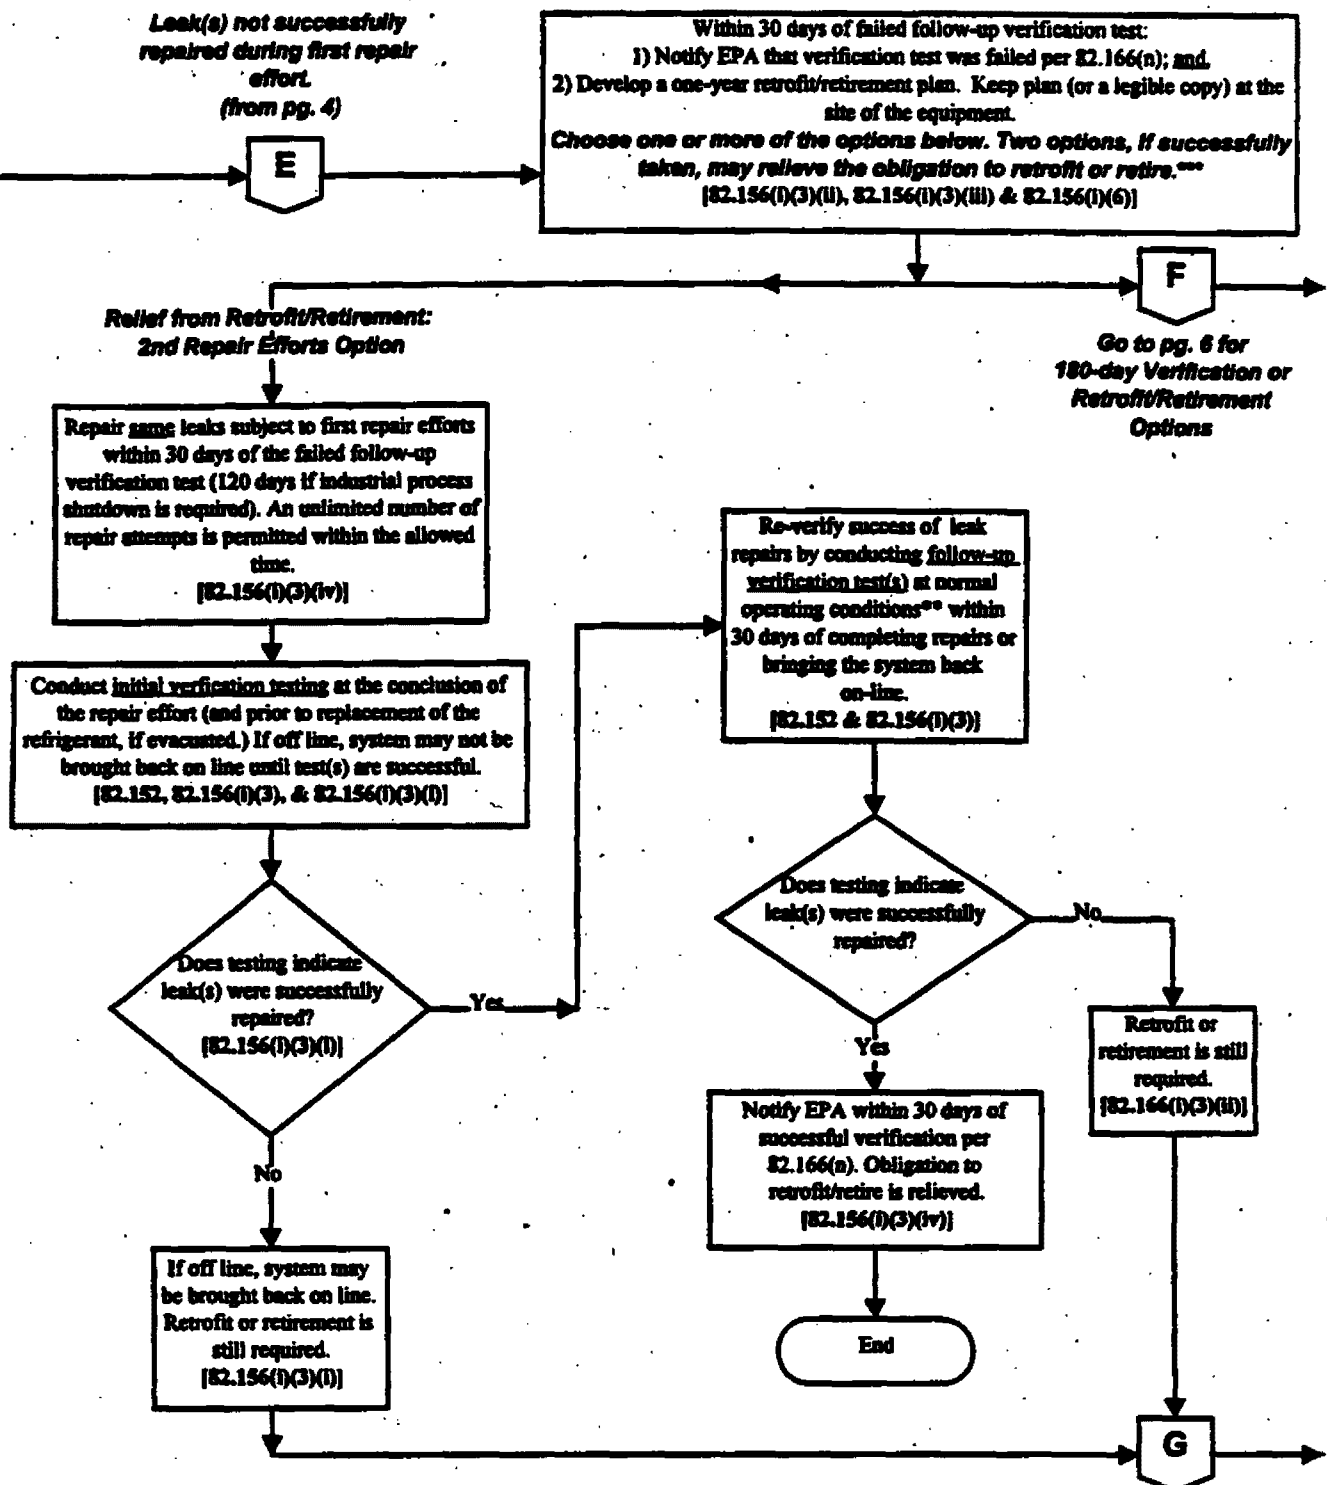 Leak(s) not successfully
repaired during first repair
effort.
(from pg. 4)
E
Within 30 days of failed follow-up verification test:
1) Notify EPA that verification test was failed per 82.166(n); and
2) Develop a one-year retrofit/retirement plan. Keep plan (or a legible copy) at the
site of the equipment.
Choose one or more of the options below. Two options, if successfully
taken, may relieve the obligation to retrofit or retire.***
[82.156(i)(3)(ii), 82.156(i)(3)(iii) & 82.156(i)(6)]
F
Go to pg. 6 for
180-day Verification or
Retrofit/Retirement
Options
Relief from Retrofit/Retirement:
2nd Repair Efforts Option
Repair same leaks subject to first repair efforts
within 30 days of the failed follow-up
verification test (120 days if industrial process
shutdown is required). An unlimited number of
repair attempts is permitted within the allowed
time.
[82.156(i)(3)(iv)]
Conduct initial verfication testing at the conclusion of
the repair effort (and prior to replacement of the
refrigerant, if evacusted.) If off line, system may not be
brought back on line until test(s) are successful.
[82.152, 82.156(i)(3), & 82.156(i)(3)(i)]
Does testing indicate
leak(s) were successfully
repaired?
[82.156(i)(3)(i)]
Yes
No
If off line, system may
be brought back on line.
Retrofit or retirement is
still required.
[82.156(i)(3)(i)]
Re-verify success of leak
repairs by conducting follow-up
verification test(s) at normal
operating conditions** within
30 days of completing repairs or
bringing the system back
on-line.
[82.152 & 82.156(i)(3)]
Does testing indicate
leak(s) were successfully
repaired?
No
Yes
Retrofit or
retirement is still
required.
[82.166(i)(3)(ii)]
Notify EPA within 30 days of
successful verification per
82.166(n). Obligation to
retrofit/retire is relieved.
[82.156(i)(3)(iv)]
End
G